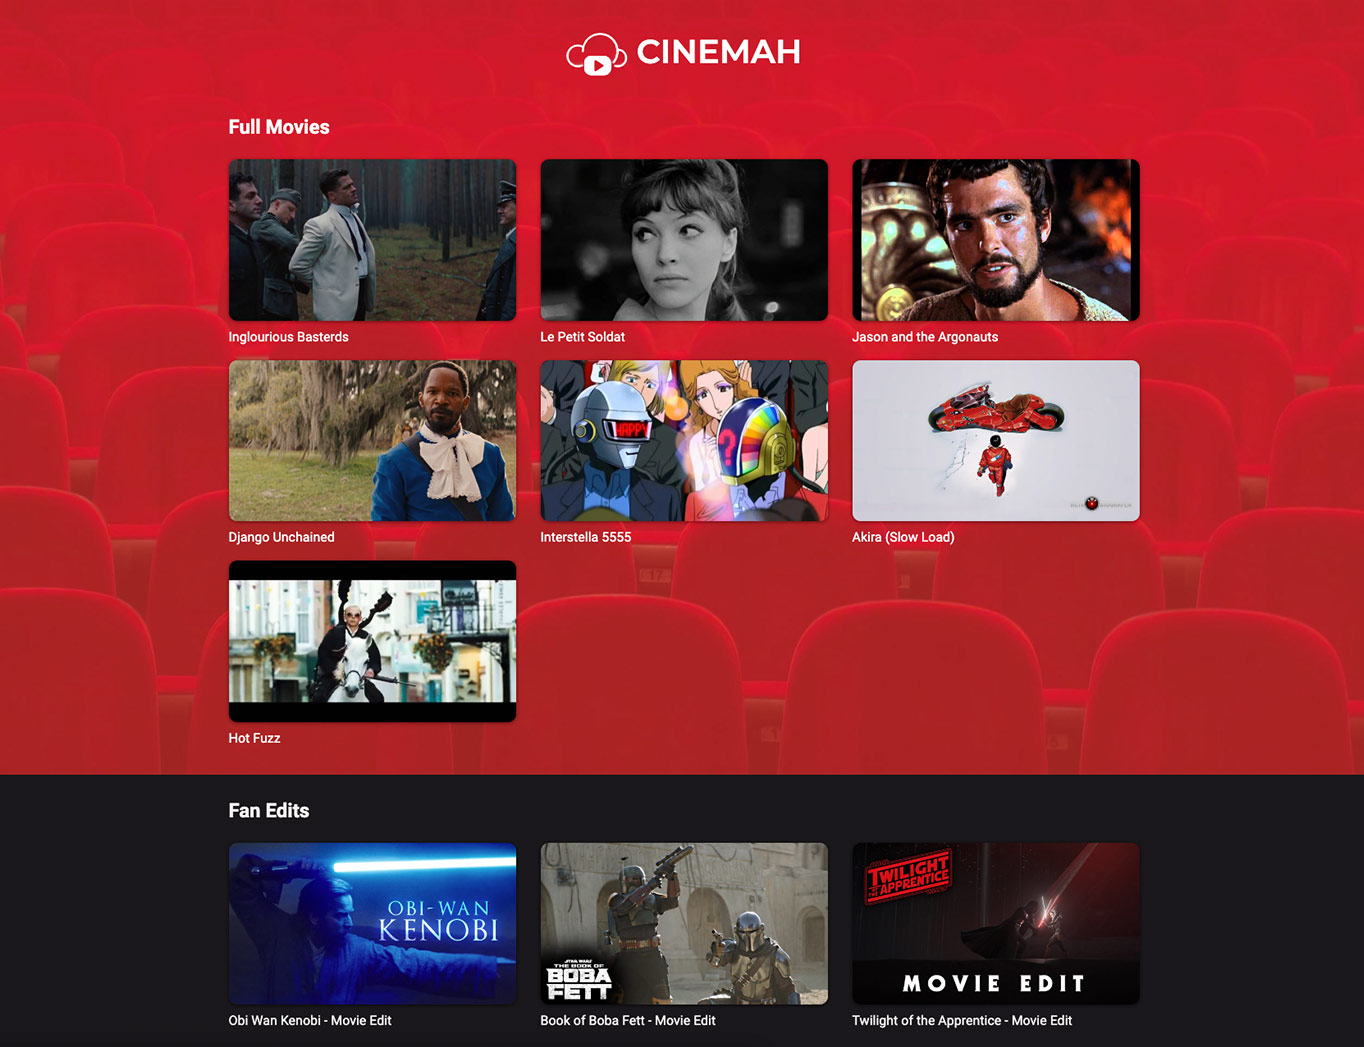 CINEMAH
Full Movies
Inglourious Basterds
Le Petit Soldat
Jason and the Argonauts
HAPPY
?
Django Unchained
Interstella 5555
Akira (Slow Load)
17
Hot Fuzz
Fan Edits
OBI-WAN
KENOBI
STAR WARS
THE BOOK OF
BOBA
FETT
TWILIGHT
OF THE APPRENTICE
MOVIE EDIT
Obi Wan Kenobi - Movie Edit
Book of Boba Fett - Movie Edit
Twilight of the Apprentice - Movie Edit